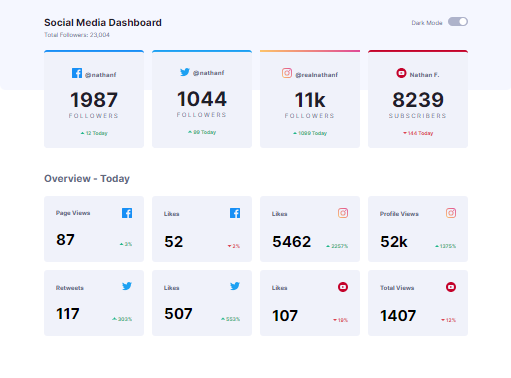 Social Media Dashboard
Total Followers: 23,004
Dark Mode
@nathanf
1987
FOLLOWERS
12 Today
@nathanf
1044
FOLLOWERS
99 Today
@realnathanf
11k
FOLLOWERS
1099 Today
Nathan F.
8239
SUBSCRIBERS
144 Today
Overview - Today
Page Views
87
3%
Likes
52
2%
Likes
5462
2257%
Profile Views
52k
1375%
Retweets
117
303%
Likes
507
553%
Likes
107
19%
Total Views
1407
12%